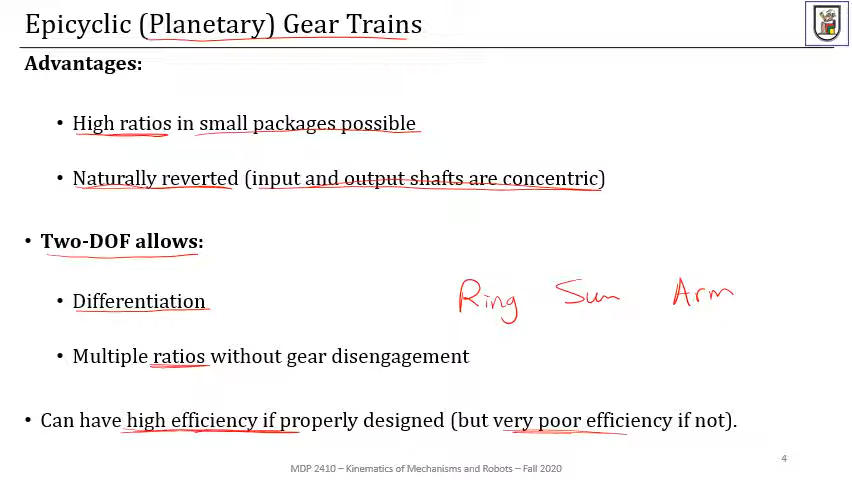 Epicyclic (Planetary) Gear Trains
Advantages:
• High ratios in small packages possible
• Naturally reverted (input and output shafts are concentric)
• Two-DOF allows:
• Differentiation
Ring Sun Arm
• Multiple ratios without gear disengagement
• Can have high efficiency if properly designed (but very poor efficiency if not).
4
MDP 2410 – Kinematics of Mechanisms and Robots – Fall 2020